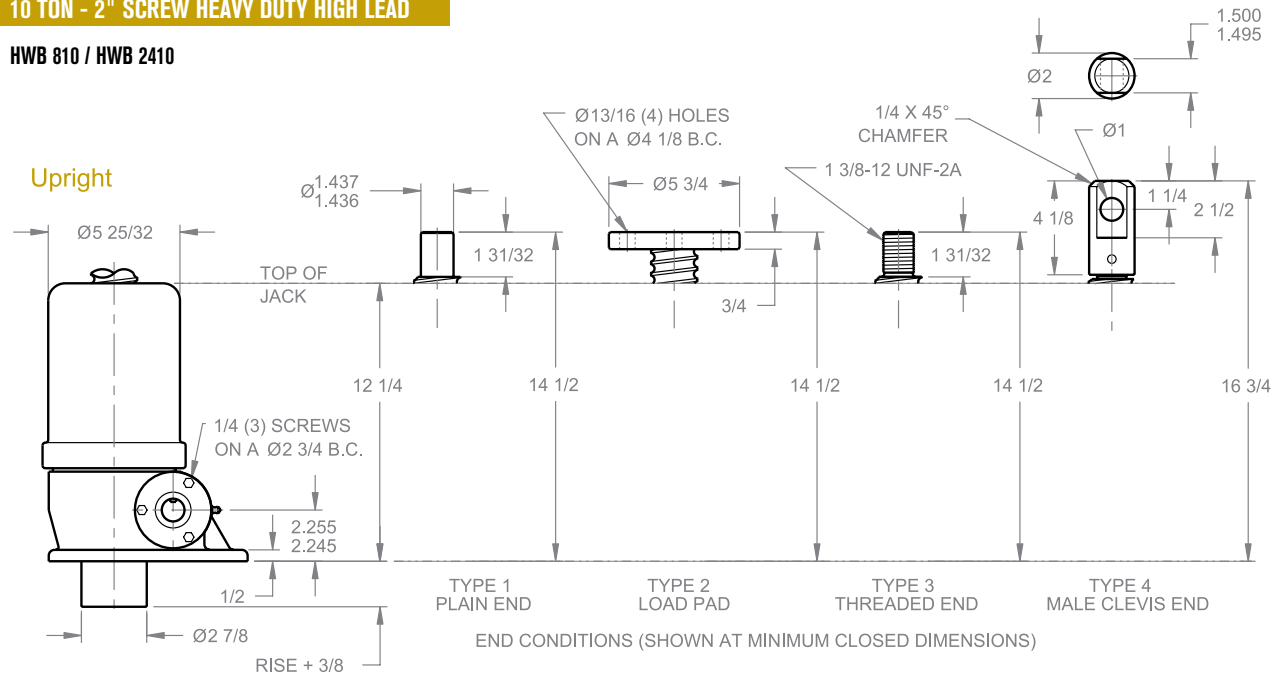 10 TON - 2" SCREW HEAVY DUTY HIGH LEAD
HWB 810 / HWB 2410
Upright
Ø5 25/32
TOP OF
JACK
12 1/4
1/4 (3) SCREWS
ON A Ø2 3/4 B.C.
2.255
2.245
1/2
Ø2 7/8
RISE + 3/8
Ø1.437
1.436
1 31/32
14 1/2
TYPE 1
PLAIN END
Ø13/16 (4) HOLES
ON A Ø4 1/8 B.C.
Ø5 3/4
3/4
14 1/2
TYPE 2
LOAD PAD
1 3/8-12 UNF-2A
1 31/32
14 1/2
TYPE 3
THREADED END
1.500
1.495
Ø2
1/4 X 45°
CHAMFER
Ø1
4 1/8
1 1/4
2 1/2
16 3/4
TYPE 4
MALE CLEVIS END
END CONDITIONS (SHOWN AT MINIMUM CLOSED DIMENSIONS)